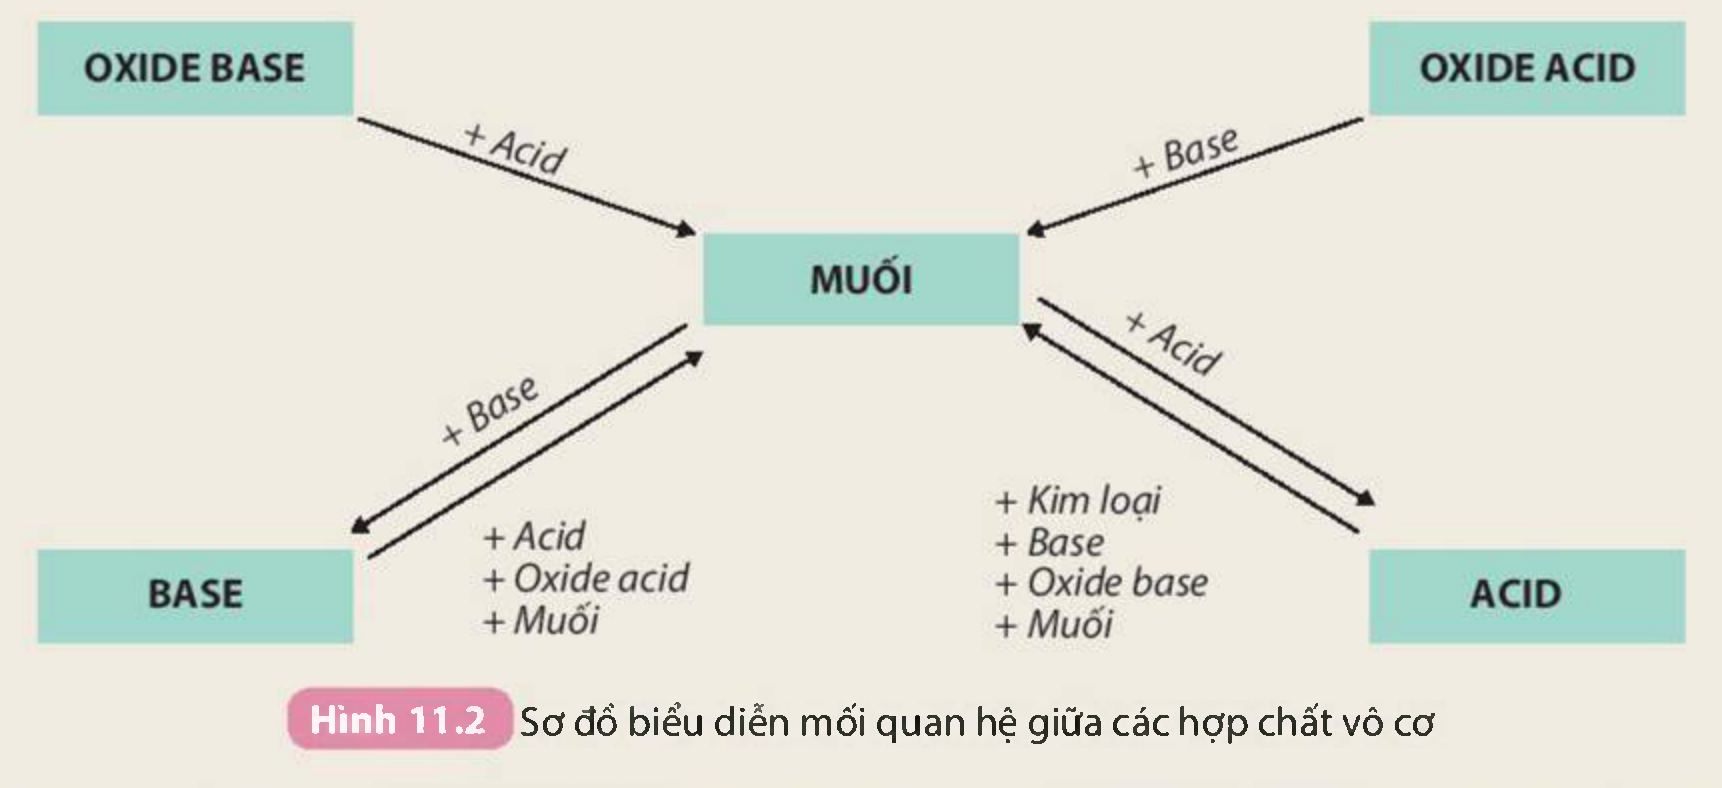 OXIDE BASE
OXIDE ACID
+ Acid
+ Base
MUỐI
+ Base
+ Acid
+ Acid
+ Oxide acid
+ Muối
+ Kim loại
+ Base
+ Oxide base
+ Muối
BASE
ACID
Hình 11.2 Sơ đồ biểu diễn mối quan hệ giữa các hợp chất vô cơ